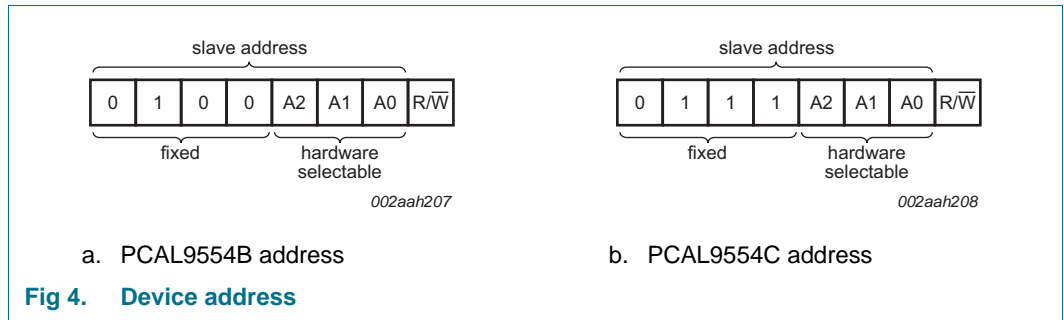 slave address
0 1 0 0 A2 A1 A0 R/W̅
fixed
hardware
selectable
002aah207
a. PCAL9554B address
slave address
0 1 1 1 A2 A1 A0 R/W̅
fixed
hardware
selectable
002aah208
b. PCAL9554C address
Fig 4. Device address